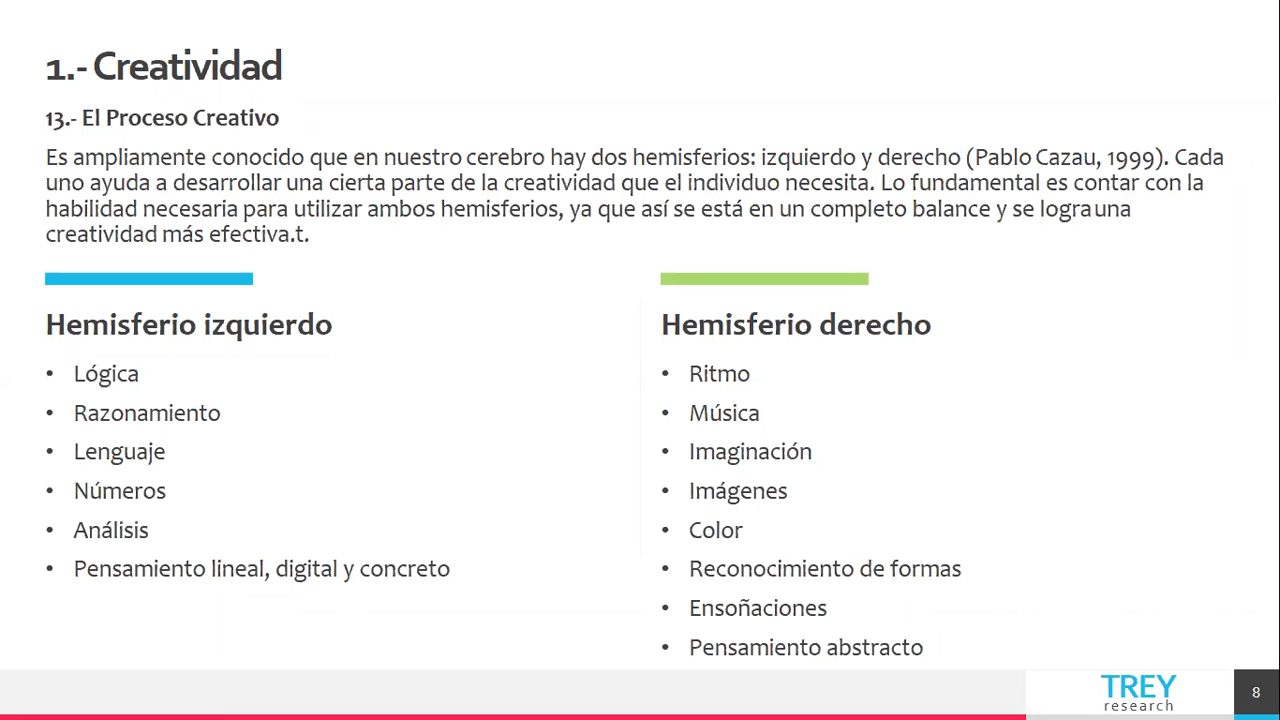 1.- Creatividad
13.- El Proceso Creativo
Es ampliamente conocido que en nuestro cerebro hay dos hemisferios: izquierdo y derecho (Pablo Cazau, 1999). Cada
uno ayuda a desarrollar una cierta parte de la creatividad que el individuo necesita. Lo fundamental es contar con la
habilidad necesaria para utilizar ambos hemisferios, ya que así se está en un completo balance y se logra una
creatividad más efectiva.t.
Hemisferio izquierdo
• Lógica
• Razonamiento
• Lenguaje
• Números
• Análisis
• Pensamiento lineal, digital y concreto
Hemisferio derecho
• Ritmo
• Música
• Imaginación
• Imágenes
• Color
• Reconocimiento de formas
• Ensoñaciones
• Pensamiento abstracto
TREY
research
8